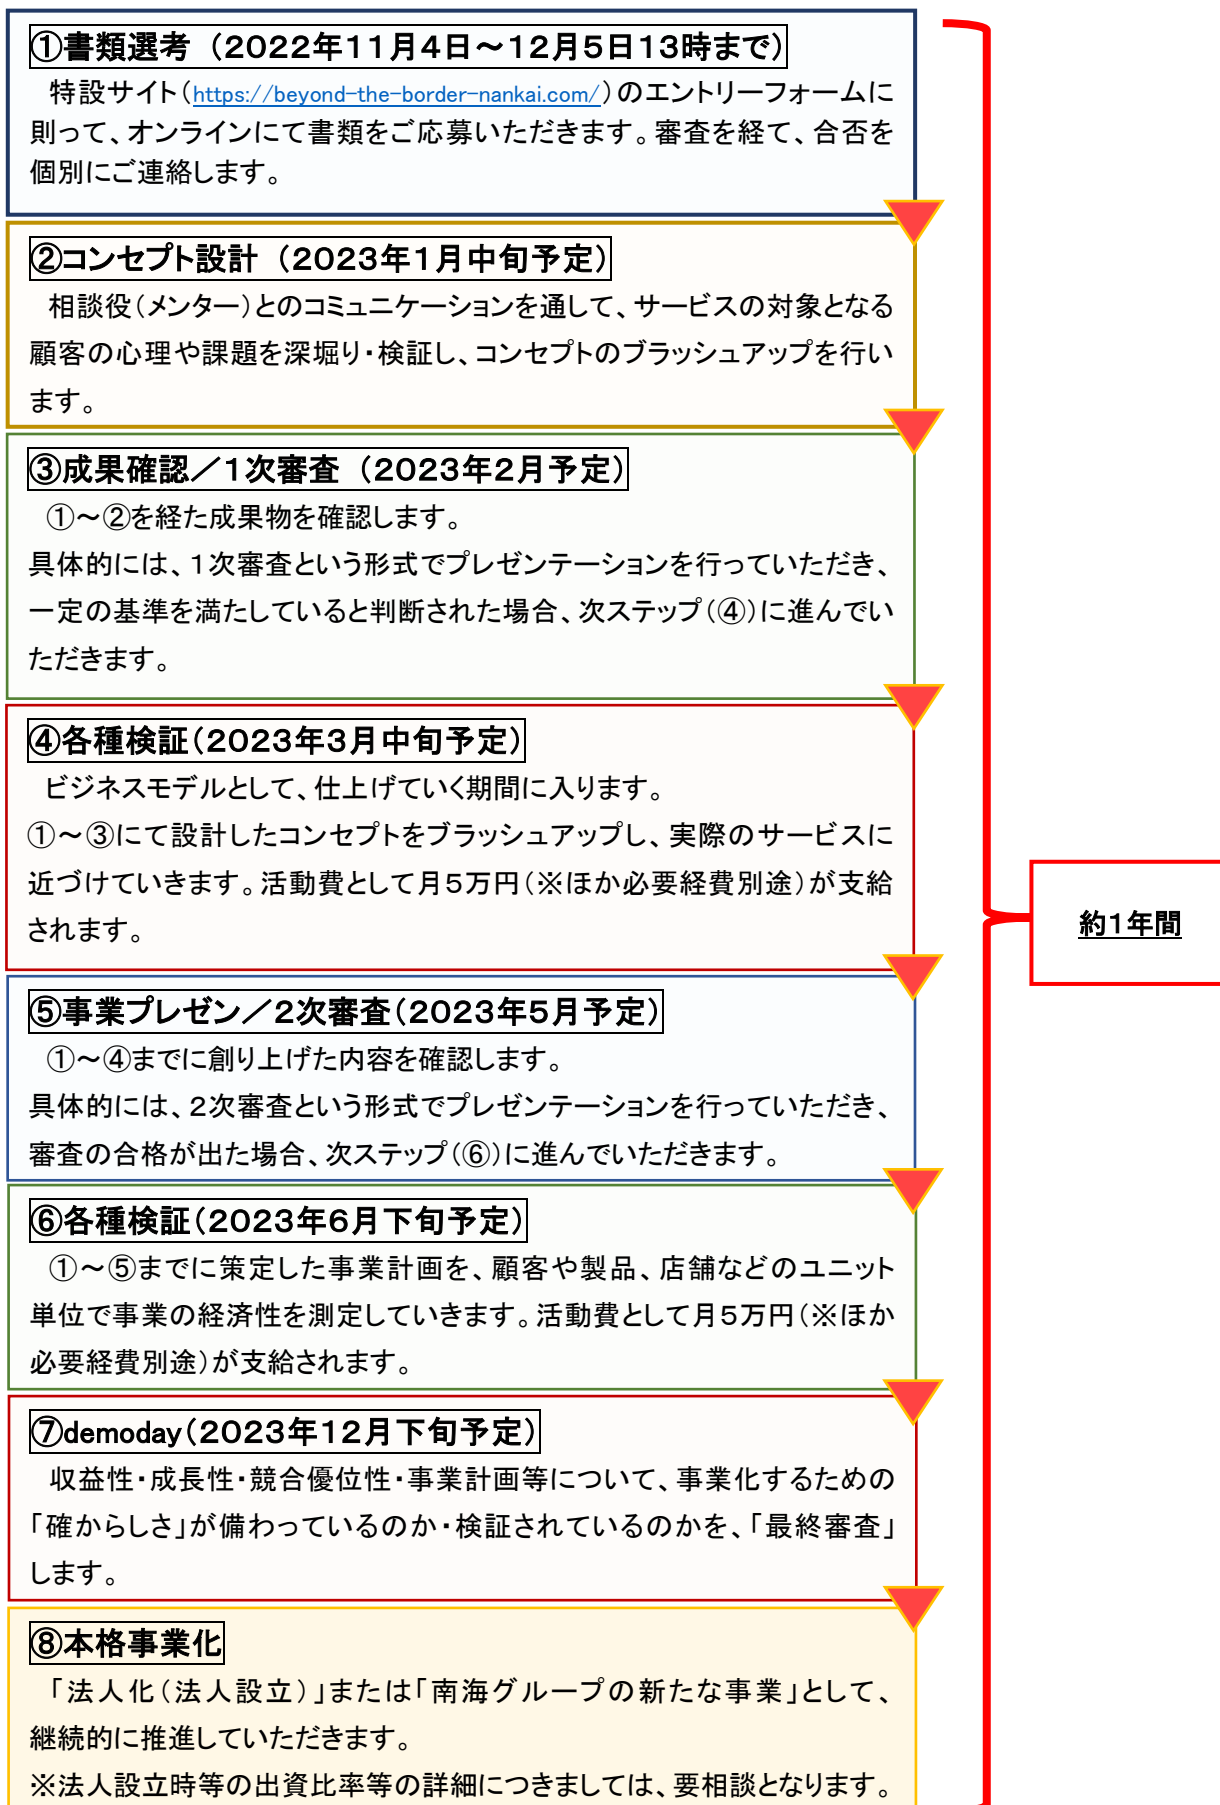 ①書類選考（2022年11月4日～12月5日13時まで）
特設サイト（https://beyond-the-border-nankai.com/）のエントリーフォームに
則って、オンラインにて書類をご応募いただきます。審査を経て、合否を
個別にご連絡します。
②コンセプト設計（2023年1月中旬予定）
相談役（メンター）とのコミュニケーションを通して、サービスの対象となる
顧客の心理や課題を深堀り・検証し、コンセプトのブラッシュアップを行い
ます。
③成果確認／1次審査（2023年2月予定）
①～②を経た成果物を確認します。
具体的には、1次審査という形式でプレゼンテーションを行っていただき、
一定の基準を満たしていると判断された場合、次ステップ（④）に進んでい
ただきます。
④各種検証（2023年3月中旬予定）
ビジネスモデルとして、仕上げていく期間に入ります。
①～③にて設計したコンセプトをブラッシュアップし、実際のサービスに
近づけていきます。活動費として月5万円（※ほか必要経費別途）が支給
されます。
約1年間
⑤事業プレゼン／2次審査（2023年5月予定）
①～④までに創り上げた内容を確認します。
具体的には、2次審査という形式でプレゼンテーションを行っていただき、
審査の合格が出た場合、次ステップ（⑥）に進んでいただきます。
⑥各種検証（2023年6月下旬予定）
①～⑤までに策定した事業計画を、顧客や製品、店舗などのユニット
単位で事業の経済性を測定していきます。活動費として月5万円（※ほか
必要経費別途）が支給されます。
⑦demoday（2023年12月下旬予定）
収益性・成長性・競合優位性・事業計画等について、事業化するための
「確からしさ」が備わっているのか・検証されているのかを、「最終審査」
します。
⑧本格事業化
「法人化（法人設立）」または「南海グループの新たな事業」として、
継続的に推進していただきます。
※法人設立時等の出資比率等の詳細につきましては、要相談となります。